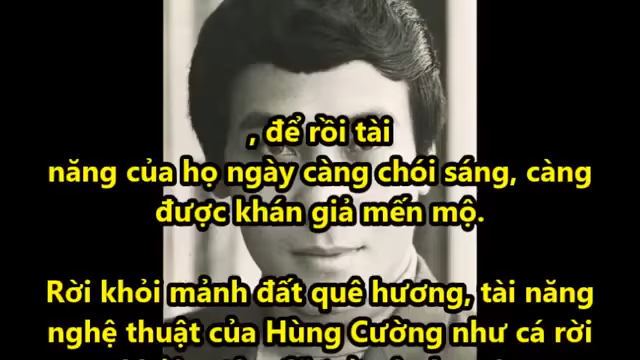 , để rồi tài
năng của họ ngày càng chói sáng, càng
được khán giả mến mộ.
Rời khỏi mảnh đất quê hương, tài năng
nghệ thuật của Hùng Cường như cá rời